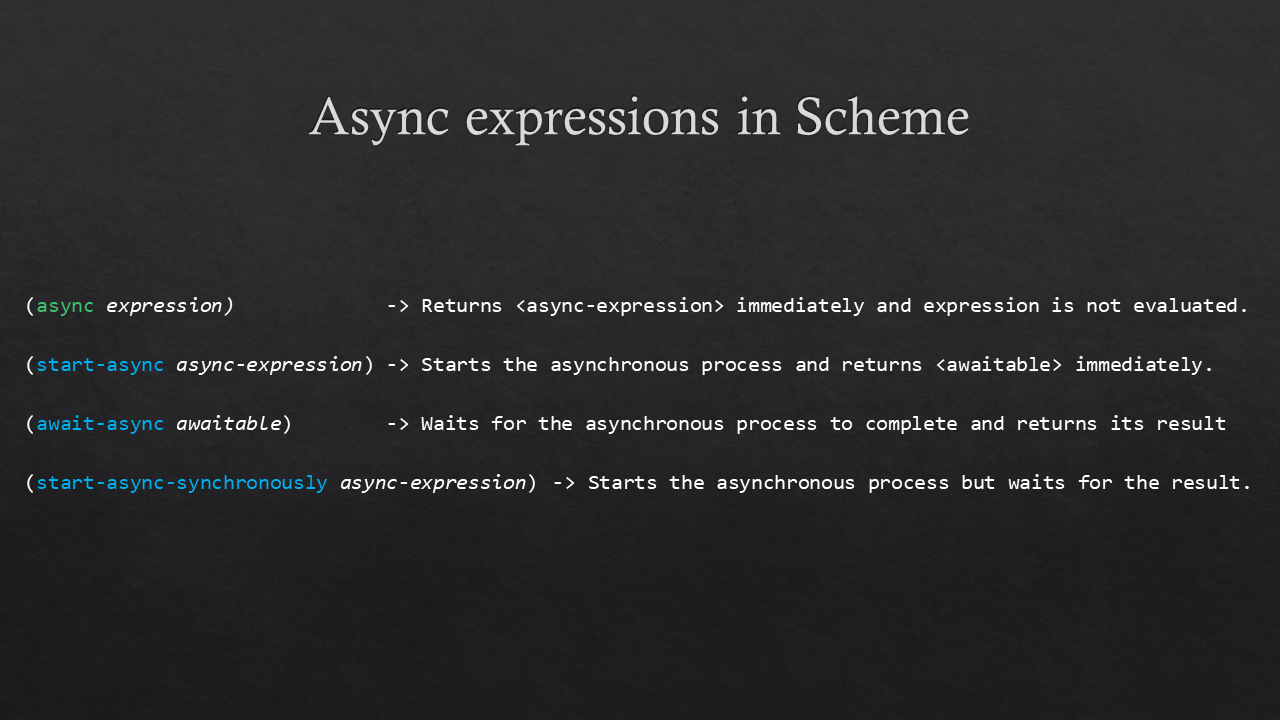 Async expressions in Scheme
(async expression) -> Returns <async-expression> immediately and expression is not evaluated.
(start-async async-expression) -> Starts the asynchronous process and returns <awaitable> immediately.
(await-async awaitable) -> Waits for the asynchronous process to complete and returns its result
(start-async-synchronously async-expression) -> Starts the asynchronous process but waits for the result.